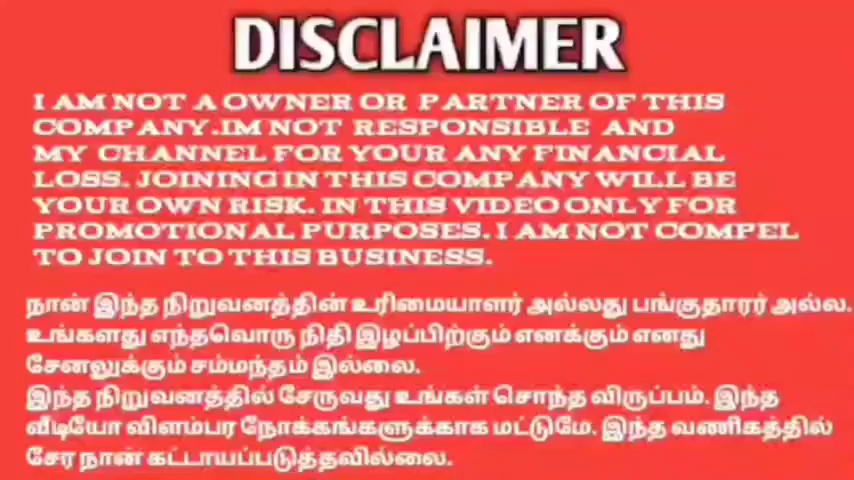 DISCLAIMER
I AM NOT A OWNER OR PARTNER OF THIS
COMPANY.IM NOT RESPONSIBLE AND
MY CHANNEL FOR YOUR ANY FINANCIAL
LOSS. JOINING IN THIS COMPANY WILL BE
YOUR OWN RISK. IN THIS VIDEO ONLY FOR
PROMOTIONAL PURPOSES. I AM NOT COMPEL
TO JOIN TO THIS BUSINESS.
நான் இந்த நிறுவனத்தின் உரிமையாளர் அல்லது பங்குதாரர் அல்ல.
உங்களது எந்தவொரு நிதி இழப்பிற்கும் எனக்கும் எனது
சேனலுக்கும் சம்மந்தம் இல்லை.
இந்த நிறுவனத்தில் சேருவது உங்கள் சொந்த விருப்பம். இந்த
வீடியோ விளம்பர நோக்கங்களுக்காக மட்டுமே. இந்த வணிகத்தில்
சேர நான் கட்டாயப்படுத்தவில்லை.